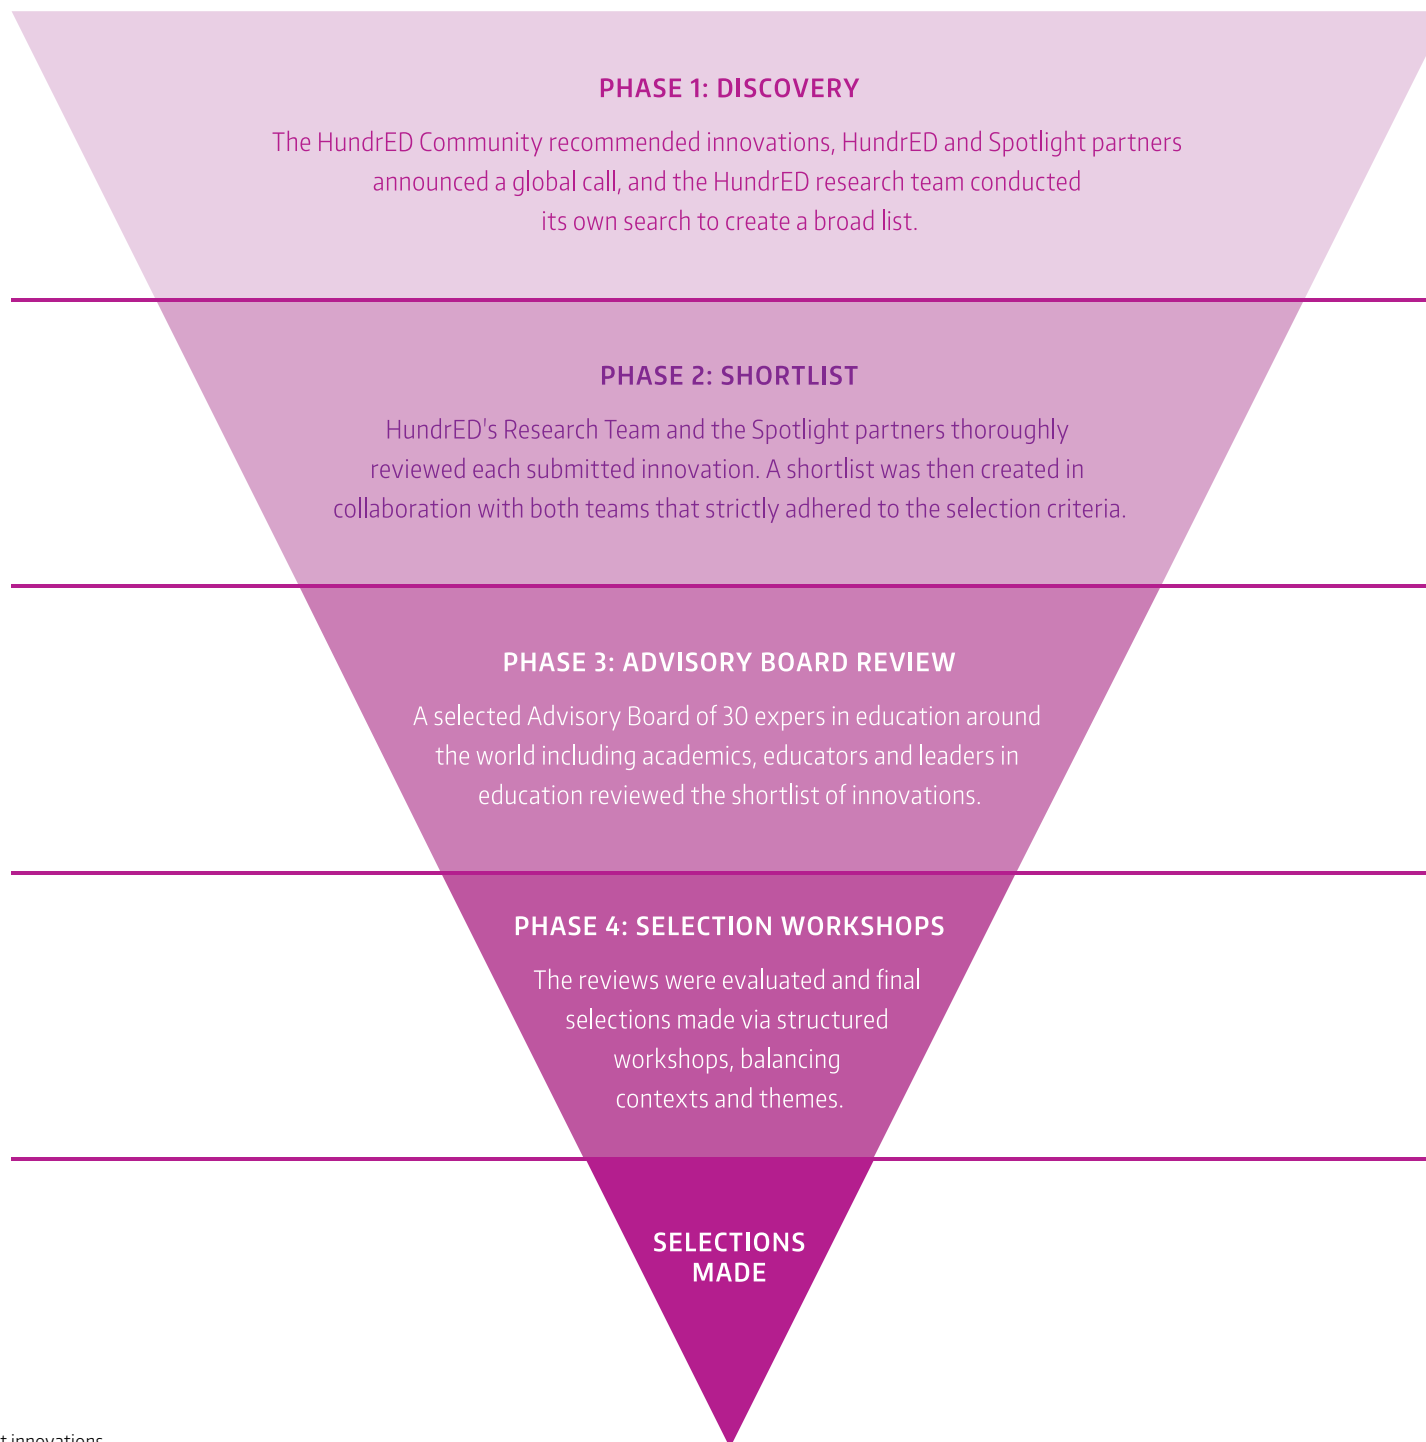 PHASE 1: DISCOVERY
The HundrED Community recommended innovations, HundrED and Spotlight partners
announced a global call, and the HundrED research team conducted
its own search to create a broad list.
PHASE 2: SHORTLIST
HundrED's Research Team and the Spotlight partners thoroughly
reviewed each submitted innovation. A shortlist was then created in
collaboration with both teams that strictly adhered to the selection criteria.
PHASE 3: ADVISORY BOARD REVIEW
A selected Advisory Board of 30 expers in education around
the world including academics, educators and leaders in
education reviewed the shortlist of innovations.
PHASE 4: SELECTION WORKSHOPS
The reviews were evaluated and final
selections made via structured
workshops, balancing
contexts and themes.
SELECTIONS
MADE
innovations